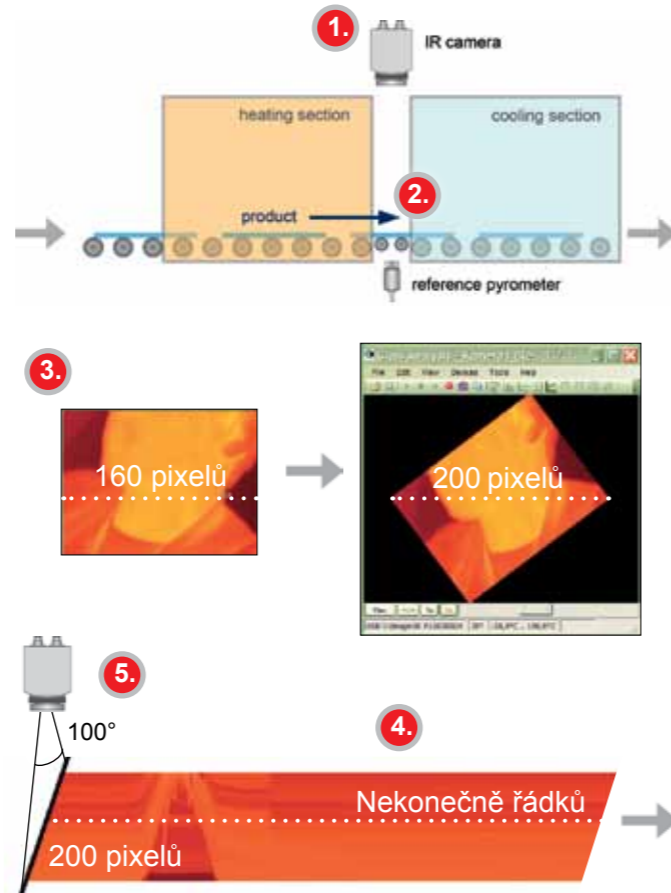 1.
IR camera
heating section
cooling section
2.
product
reference pyrometer
3.
160 pixelů
File Edit View Devices Tools Help
200 pixelů
5.
100°
4.
Nekonečně řádků
200 pixelů